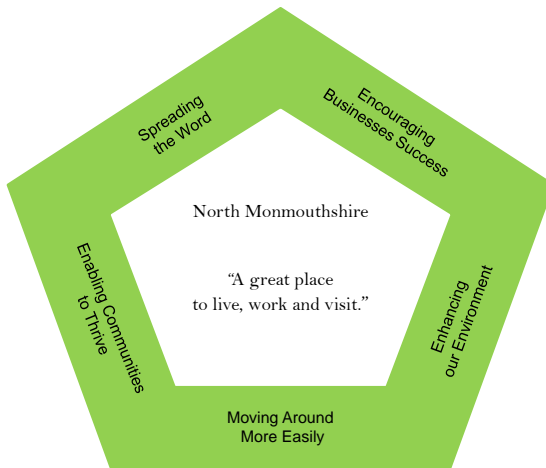 Spreading
the Word
Encouraging
Businesses Success
North Monmouthshire
“A great place
to live, work and visit.”
Enabling Communities
to Thrive
Enhancing
our Environment
Moving Around
More Easily